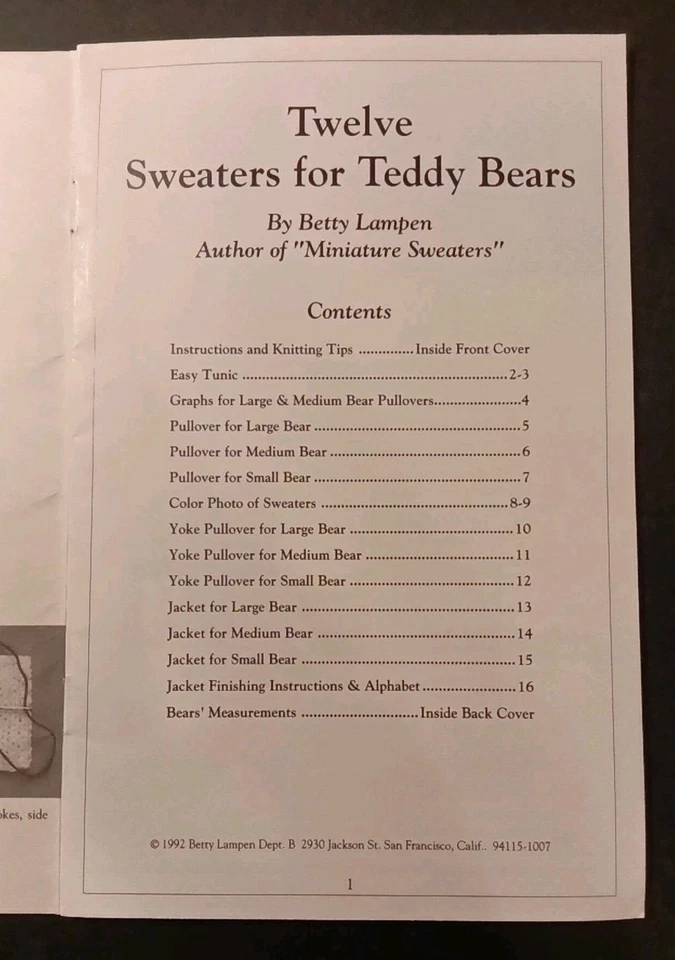 Twelve
Sweaters for Teddy Bears
By Betty Lampen
Author of "Miniature Sweaters"
Contents
Instructions and Knitting Tips ..............Inside Front Cover
Easy Tunic ....................................................................2-3
Graphs for Large & Medium Bear Pullovers......................4
Pullover for Large Bear .....................................................5
Pullover for Medium Bear .................................................6
Pullover for Small Bear .....................................................7
Color Photo of Sweaters ................................................8-9
Yoke Pullover for Large Bear ..........................................10
Yoke Pullover for Medium Bear ......................................11
Yoke Pullover for Small Bear ..........................................12
Jacket for Large Bear ......................................................13
Jacket for Medium Bear ..................................................14
Jacket for Small Bear ......................................................15
Jacket Finishing Instructions & Alphabet........................16
Bears' Measurements ..............................Inside Back Cover
© 1992 Betty Lampen Dept. B 2930 Jackson St. San Francisco, Calif.. 94115-1007
1
okes, side